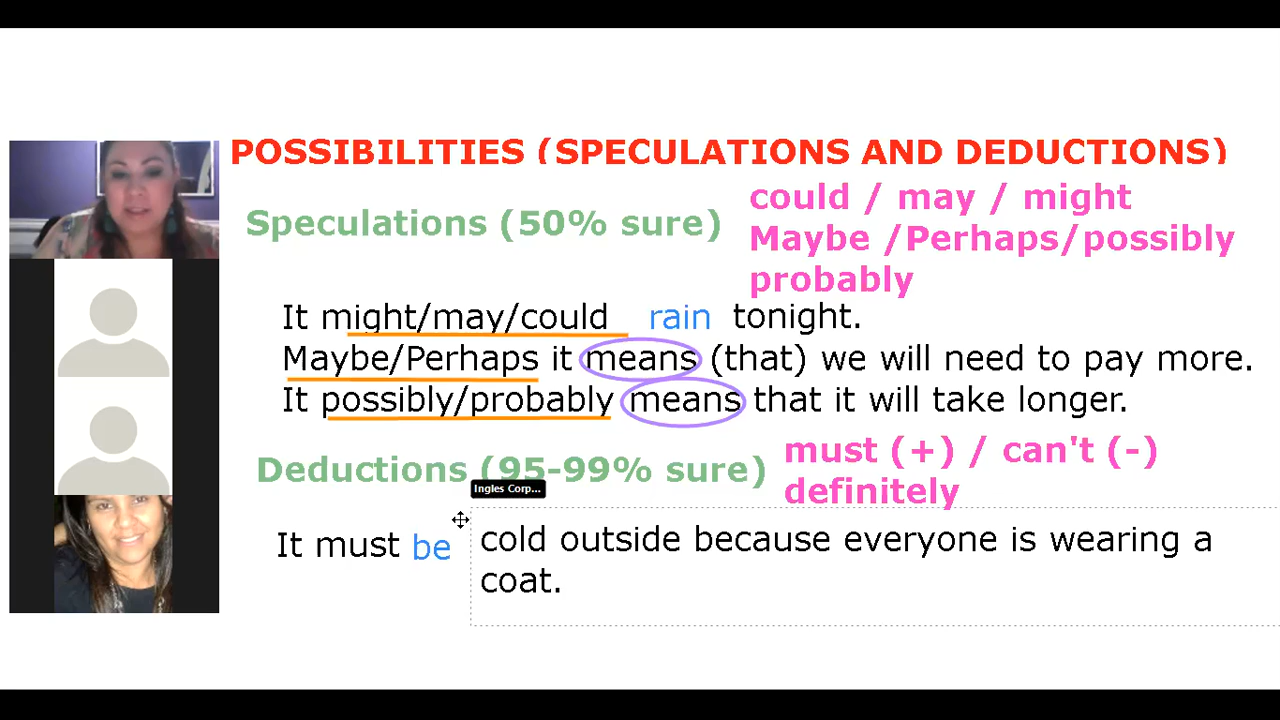 POSSIBILITIES (SPECULATIONS AND DEDUCTIONS)
Speculations (50% sure)
could / may / might
Maybe /Perhaps/possibly
probably
It might/may/could rain tonight.
Maybe/Perhaps it means (that) we will need to pay more.
It possibly/probably means that it will take longer.
Deductions (95-99% sure)
must (+) / can't (-)
definitely
Ingles Corp...
It must be cold outside because everyone is wearing a
coat.